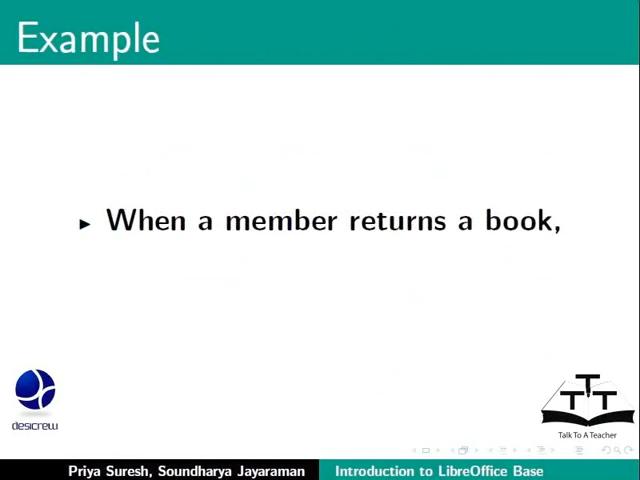 Example
When a member returns a book,
desicrew
T T T
Talk To A Teacher
Priya Suresh, Soundharya Jayaraman
Introduction to LibreOffice Base